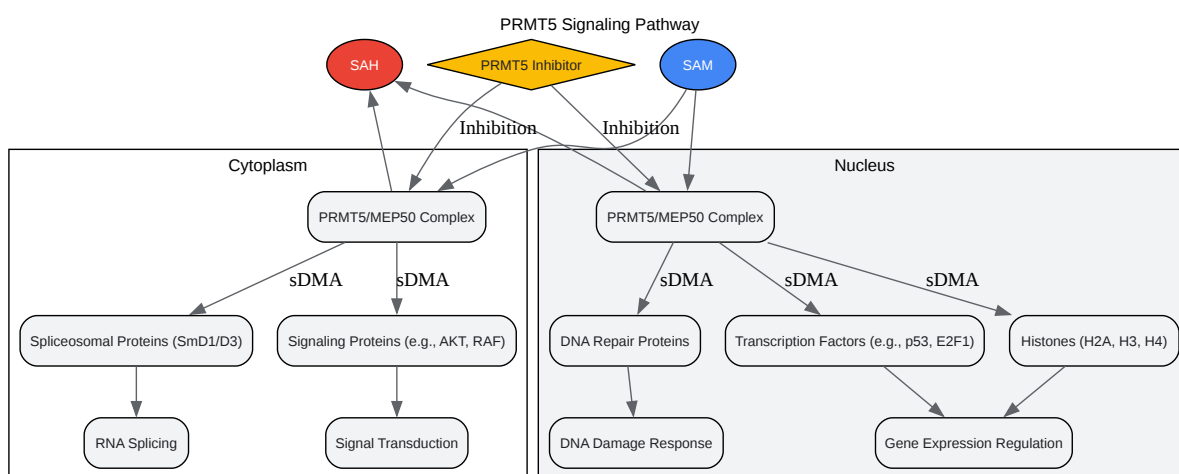 PRMT5 Signaling Pathway
SAH
PRMT5 Inhibitor
SAM
Inhibition
Inhibition
Cytoplasm
Nucleus
PRMT5/MEP50 Complex
PRMT5/MEP50 Complex
sDMA
sDMA
sDMA
sDMA
sDMA
Spliceosomal Proteins (SmD1/D3)
Signaling Proteins (e.g., AKT, RAF)
DNA Repair Proteins
Transcription Factors (e.g., p53, E2F1)
Histones (H2A, H3, H4)
RNA Splicing
Signal Transduction
DNA Damage Response
Gene Expression Regulation